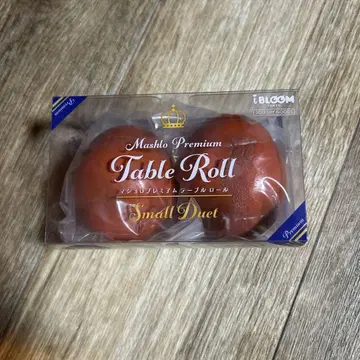 i BLOOM
Premium
Mashlo Premium
Table Roll
マシュロプレミアムテーブルロール
Small Duet
Premium